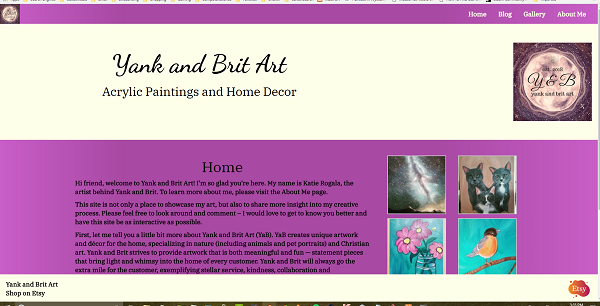 Home Blog Gallery About Me
Yank and Brit Art
Acrylic Paintings and Home Decor
est. 2018
Y & B
yank and brit art
Home
Hi friend, welcome to Yank and Brit Art! I'm so glad you're here. My name is Katie Rogala, the
artist behind Yank and Brit. To learn more about me, please visit the About Me page.
This site is not only a place to showcase my art, but also to share more insight into my creative
process. Please feel free to look around and comment – I would love to get to know you better and
have this site be as interactive as possible.
First, let me tell you a little bit more about Yank and Brit Art (YaB). YaB creates unique artwork
and décor for the home, specializing in nature (including animals and pet portraits) and Christian
art. Yank and Brit strives to provide artwork that is both meaningful and fun — statement pieces
that bring light and whimsy into the home of every customer. Yank and Brit will always go the
extra mile for the customer, exemplifying stellar service, kindness, collaboration and
Yank and Brit Art
Shop on Etsy
Etsy